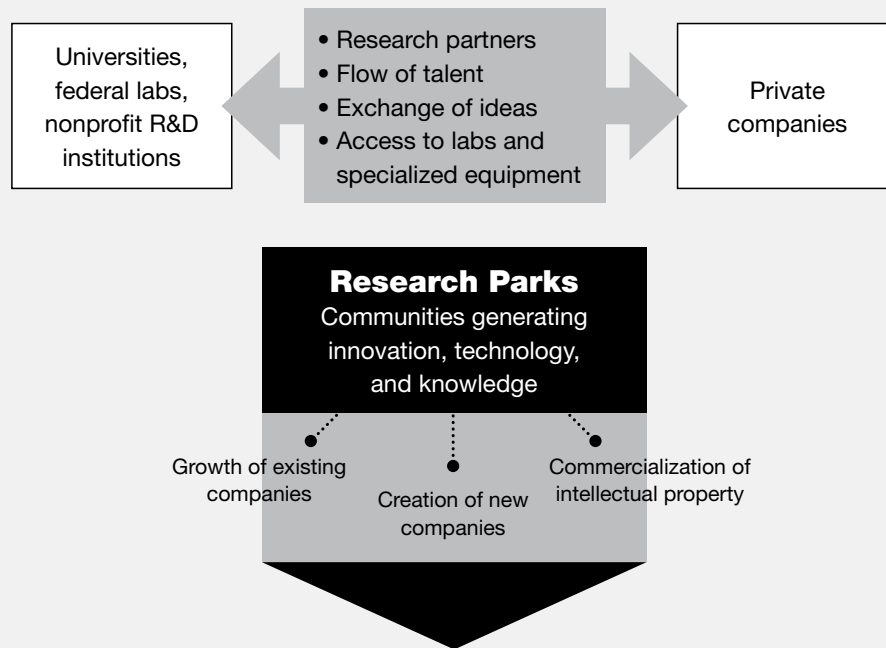 Universities,
federal labs,
nonprofit R&D
institutions
• Research partners
• Flow of talent
• Exchange of ideas
• Access to labs and
specialized equipment
Private
companies
Research Parks
Communities generating
innovation, technology,
and knowledge
Growth of existing
companies
Creation of new
companies
Commercialization of
intellectual property